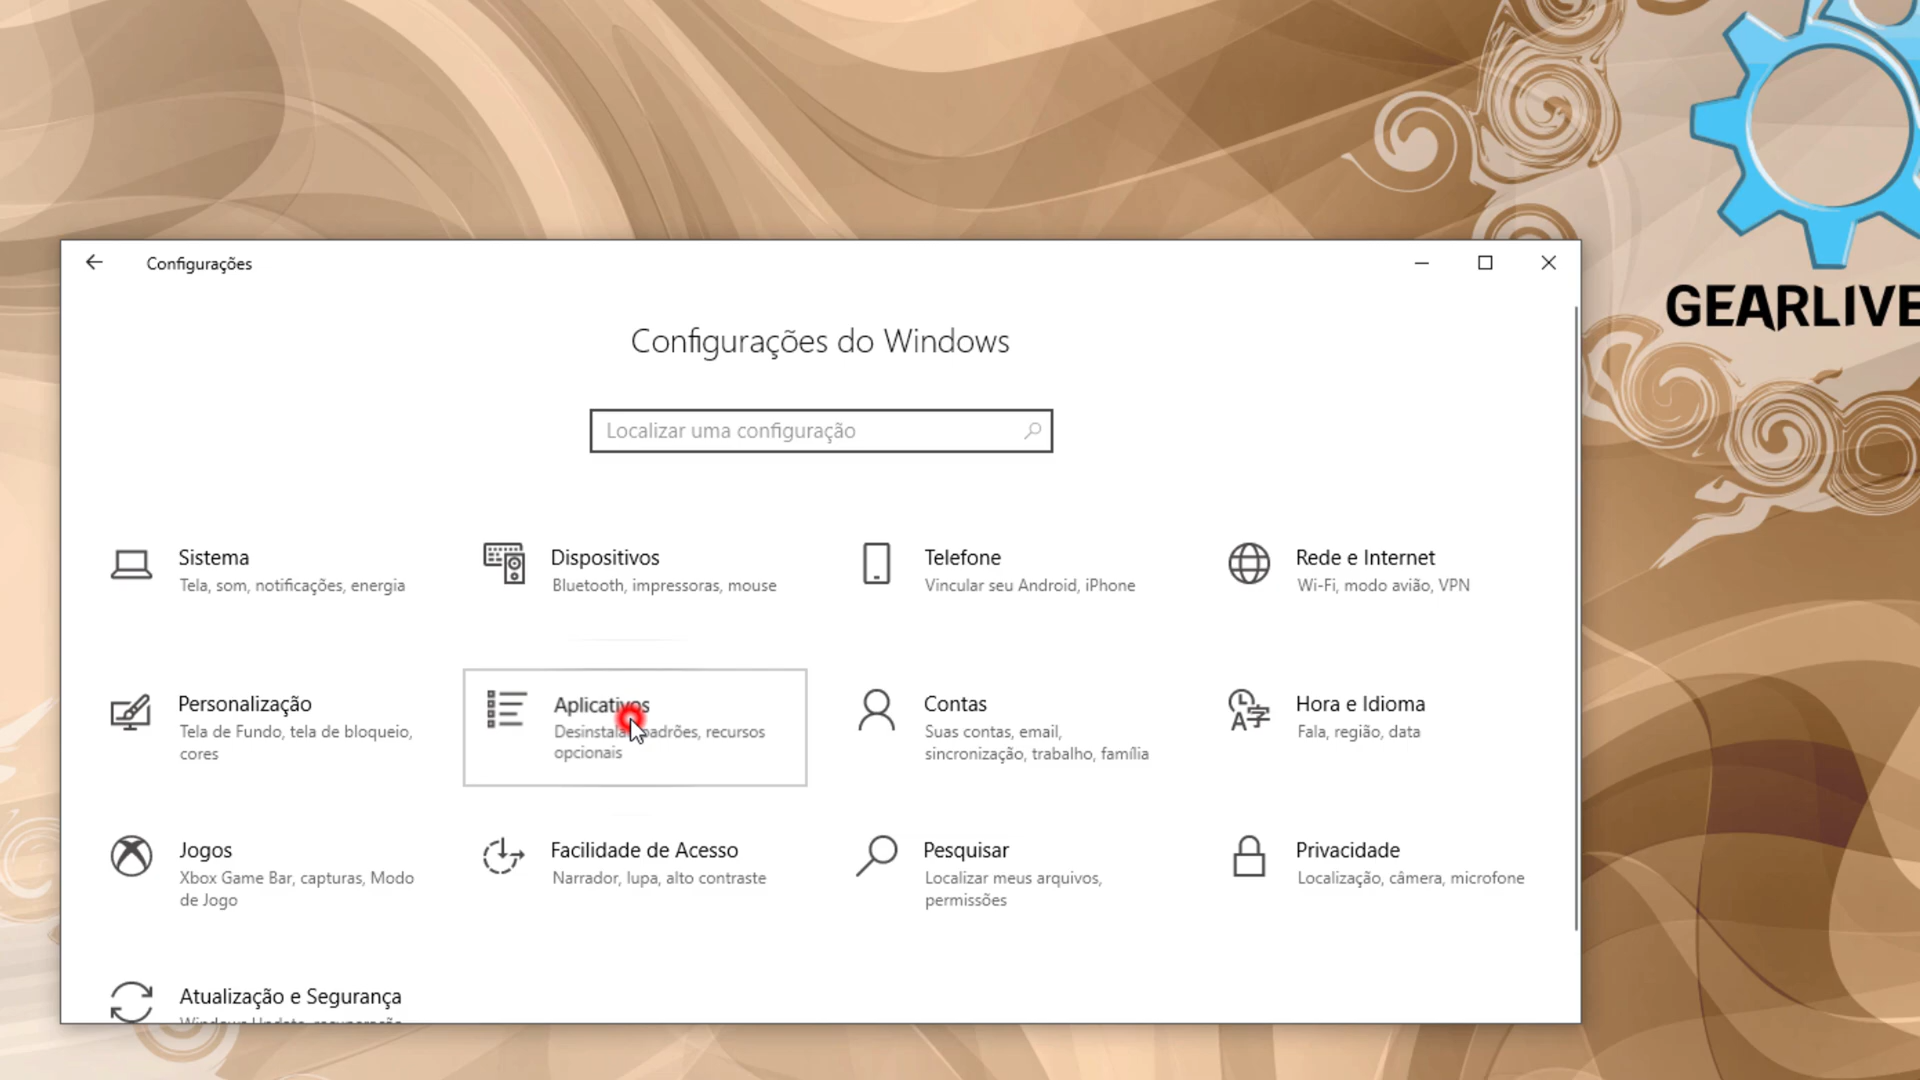 Configurações
GEARLIVE
Configurações do Windows
Localizar uma configuração
Sistema
Tela, som, notificações, energia
Dispositivos
Bluetooth, impressoras, mouse
Telefone
Vincular seu Android, iPhone
Rede e Internet
Wi-Fi, modo avião, VPN
Personalização
Tela de Fundo, tela de bloqueio,
cores
Aplicativos
padrões, recursos
opcionais
Contas
Suas contas, email,
sincronização, trabalho, família
Hora e Idioma
Fala, região, data
Jogos
Xbox Game Bar, capturas, Modo
de Jogo
Facilidade de Acesso
Narrador, lupa, alto contraste
Pesquisar
Localizar meus arquivos,
permissões
Privacidade
Localização, câmera, microfone
Atualização e Segurança